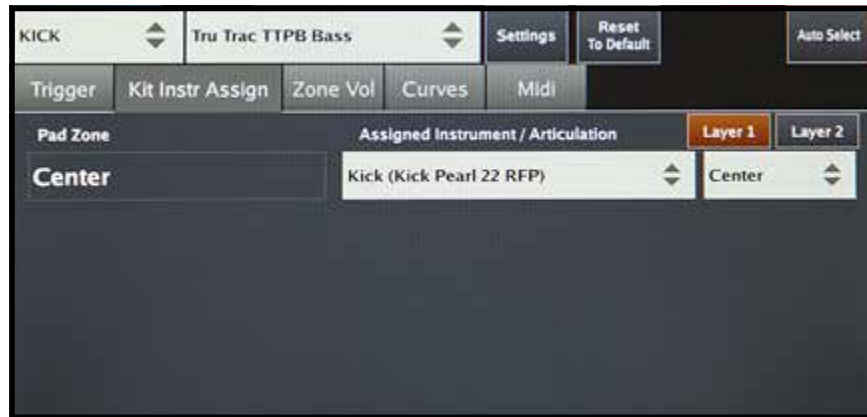 KICK Tru Trac TTPB Bass Settings Reset To Default Auto Select
Trigger Kit Instr Assign Zone Vol Curves Midi
Pad Zone Assigned Instrument / Articulation Layer 1 Layer 2
Center Kick (Kick Pearl 22 RFP) Center